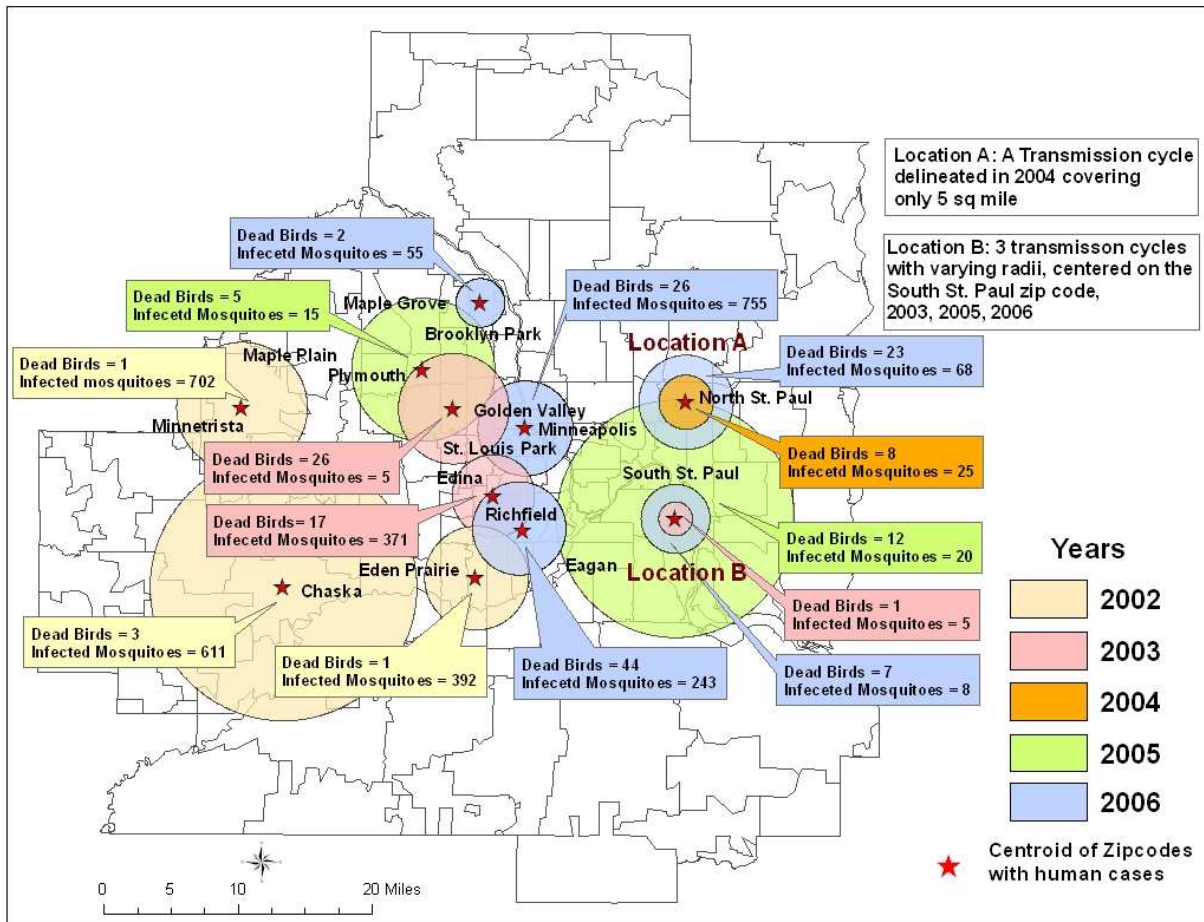 Location A: A Transmission cycle
delineated in 2004 covering
only 5 sq mile
Location B: 3 transmisson cycles
with varying radii, centered on the
South St. Paul zip code,
2003, 2005, 2006
Dead Birds = 2
Infecetd Mosquitoes = 55
Dead Birds = 26
Infecetd Mosquitoes = 755
Dead Birds = 5
Infecetd Mosquitoes = 15
Maple Grove
Brooklyn Park
Location A
Dead Birds = 23
Infecetd Mosquitoes = 68
Dead Birds = 1
Infected mosquitoes = 702
Maple Plain
Plymouth
North St. Paul
Golden Valley
Minneapolis
Minnetrista
St. Louis Park
Dead Birds = 26
Infecetd Mosquitoes = 5
Dead Birds = 8
Infecetd Mosquitoes = 25
Edina
South St. Paul
Dead Birds= 17
Infecetd Mosquitoes = 371
Richfield
Dead Birds = 12
Infecetd Mosquitoes = 20
Eden Prairie
Eagan
Location B
Chaska
Dead Birds = 1
Infecetd Mosquitoes = 5
Dead Birds = 3
Infected Mosquitoes = 611
Dead Birds = 1
Infected Mosquitoes = 392
Dead Birds = 44
Infecetd Mosquitoes = 243
Dead Birds = 7
Infeceted Mosquitoes = 8
Years
2002
2003
2004
2005
2006
Centroid of Zipcodes
with human cases
0 5 10 20 Miles